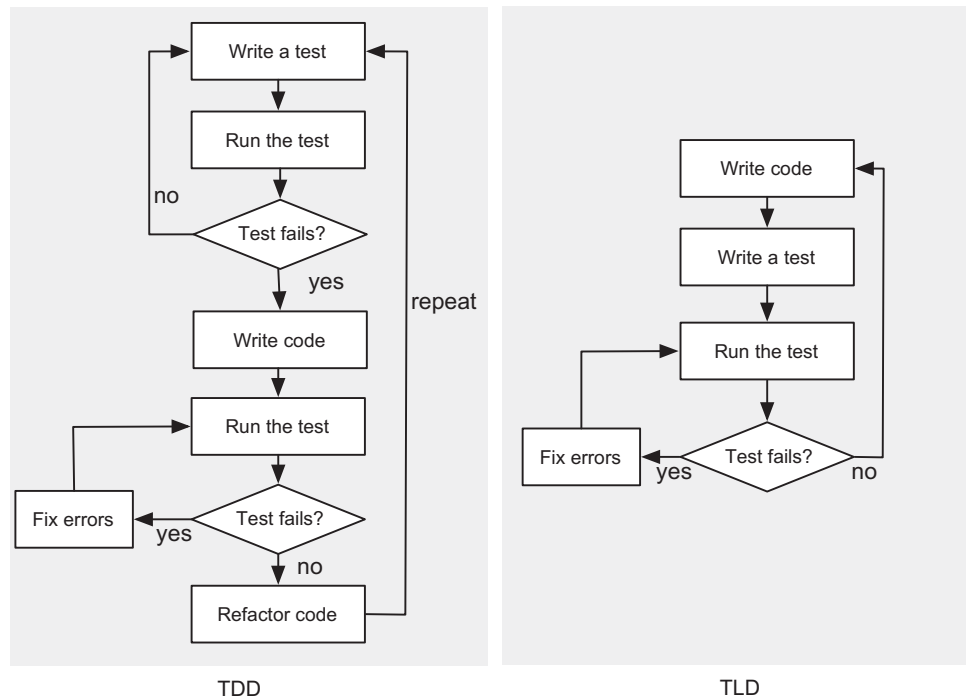 Write a test
Run the test
no
Test fails?
yes
repeat
Write code
Run the test
Test fails?
Fix errors
yes
no
Refactor code
TDD
Write code
Write a test
Run the test
Test fails?
Fix errors
yes
no
TLD